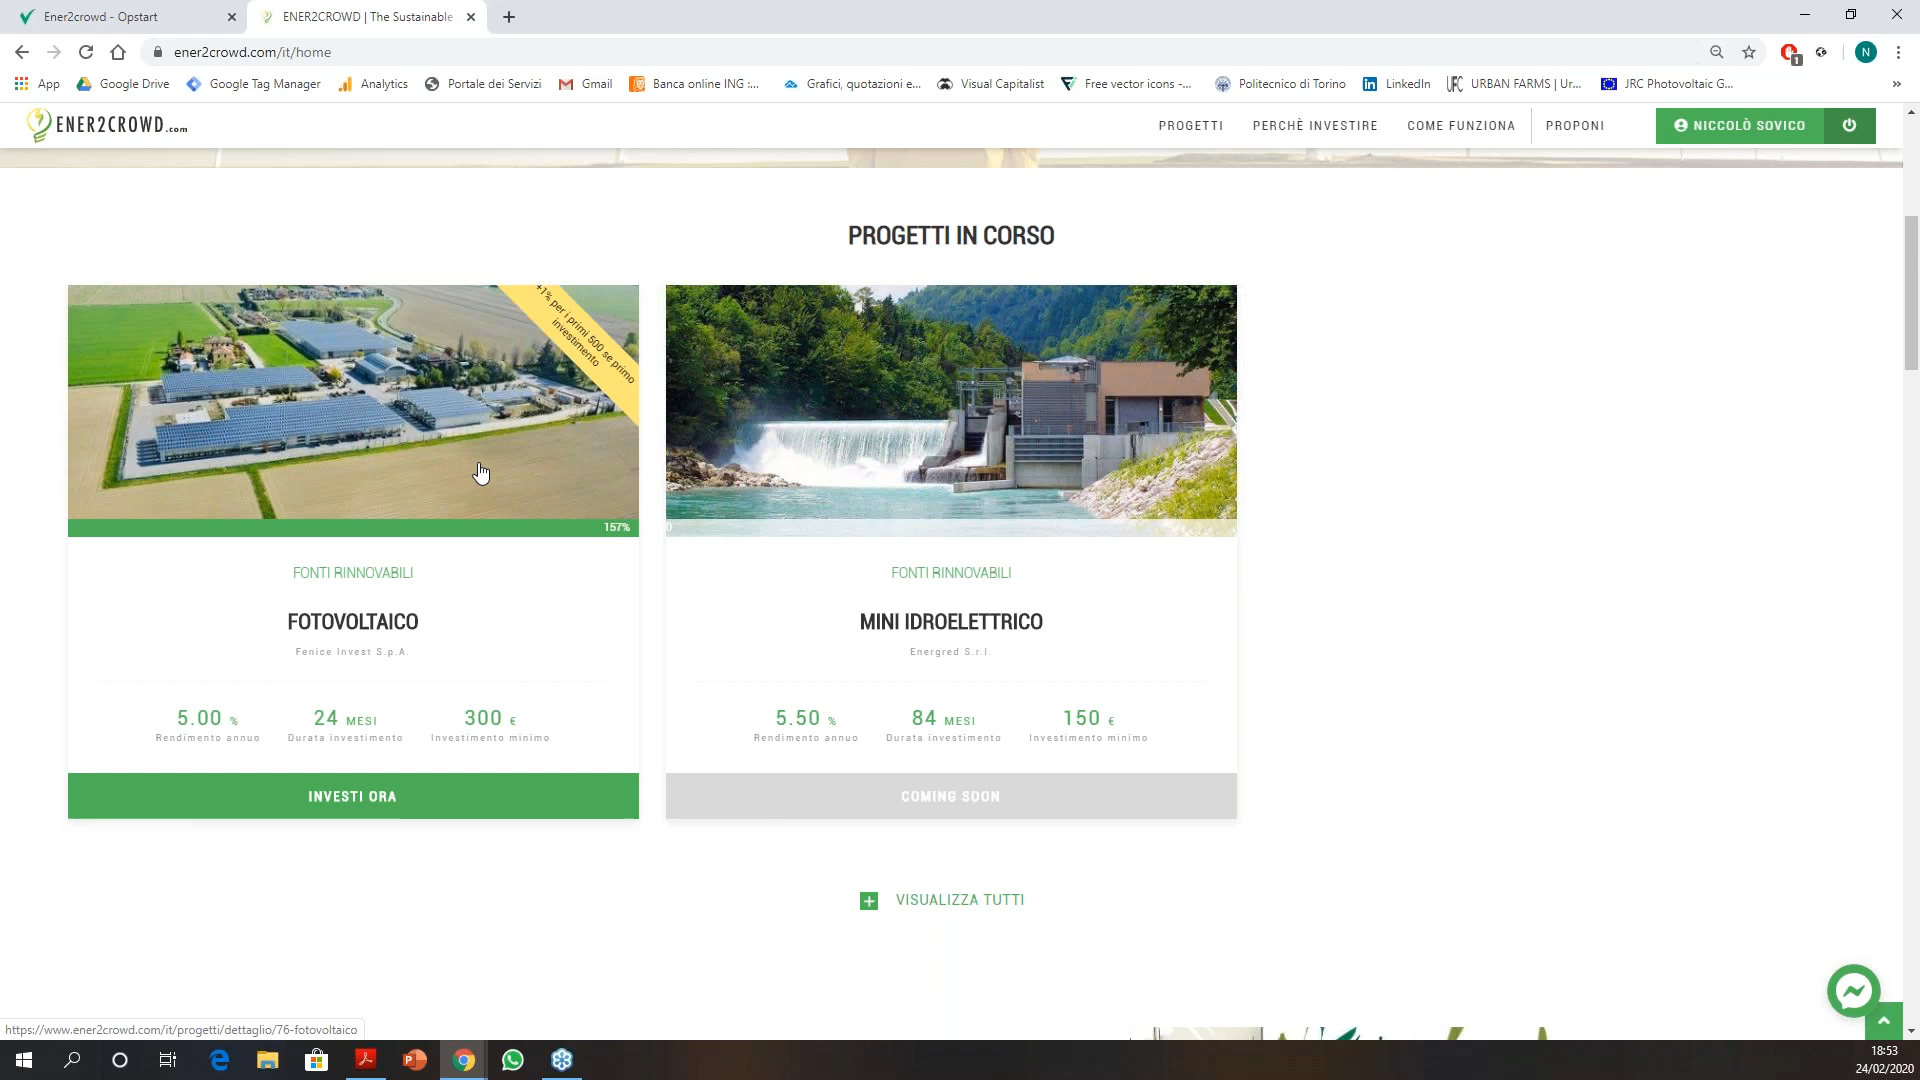 Ener2crowd - Opstart
ENER2CROWD | The Sustainable
ener2crowd.com/it/home
1
N
App
Google Drive
Google Tag Manager
Analytics
Portale dei Servizi
Gmail
Banca online ING :...
Grafici, quotazioni e...
Visual Capitalist
Free vector icons -...
Politecnico di Torino
LinkedIn
URBAN FARMS | Ur...
JRC Photovoltaic G...
»
ENER2CROWD.com
PROGETTI
PERCHÈ INVESTIRE
COME FUNZIONA
PROPONI
NICCOLÒ SOVICO
PROGETTI IN CORSO
+1% per i primi 500 se primo
investimento
157%
0
FONTI RINNOVABILI
FOTOVOLTAICO
Fenice Invest S.p.A.
5.00 %
Rendimento annuo
24 MESI
Durata investimento
300 €
Investimento minimo
INVESTI ORA
FONTI RINNOVABILI
MINI IDROELETTRICO
Energred S.r.l.
5.50 %
Rendimento annuo
84 MESI
Durata investimento
150 €
Investimento minimo
COMING SOON
VISUALIZZA TUTTI
https://www.ener2crowd.com/it/progetti/dettaglio/76-fotovoltaico
18:53
24/02/2020